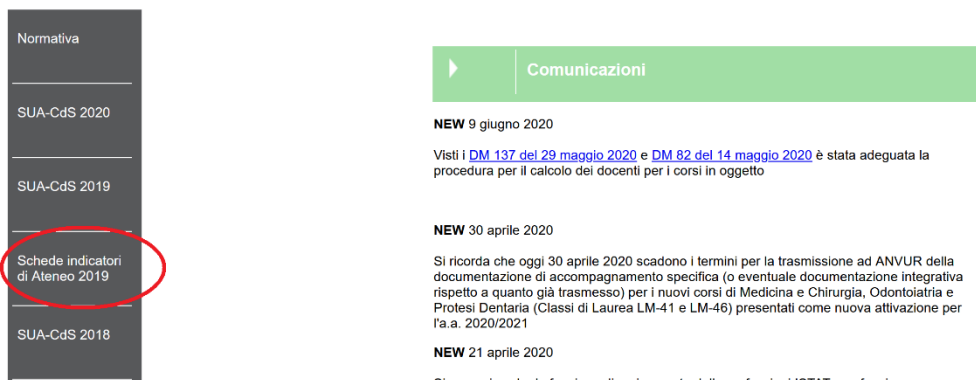 Normativa
SUA-CdS 2020
SUA-CdS 2019
Schede indicatori
di Ateneo 2019
SUA-CdS 2018
Comunicazioni
NEW 9 giugno 2020
Visti i DM 137 del 29 maggio 2020 e DM 82 del 14 maggio 2020 è stata adeguata la
procedura per il calcolo dei docenti per i corsi in oggetto
NEW 30 aprile 2020
Si ricorda che oggi 30 aprile 2020 scadono i termini per la trasmissione ad ANVUR della
documentazione di accompagnamento specifica (o eventuale documentazione integrativa
rispetto a quanto già trasmesso) per i nuovi corsi di Medicina e Chirurgia, Odontoiatria e
Protesi Dentaria (Classi di Laurea LM-41 e LM-46) presentati come nuova attivazione per
l'a.a. 2020/2021
NEW 21 aprile 2020